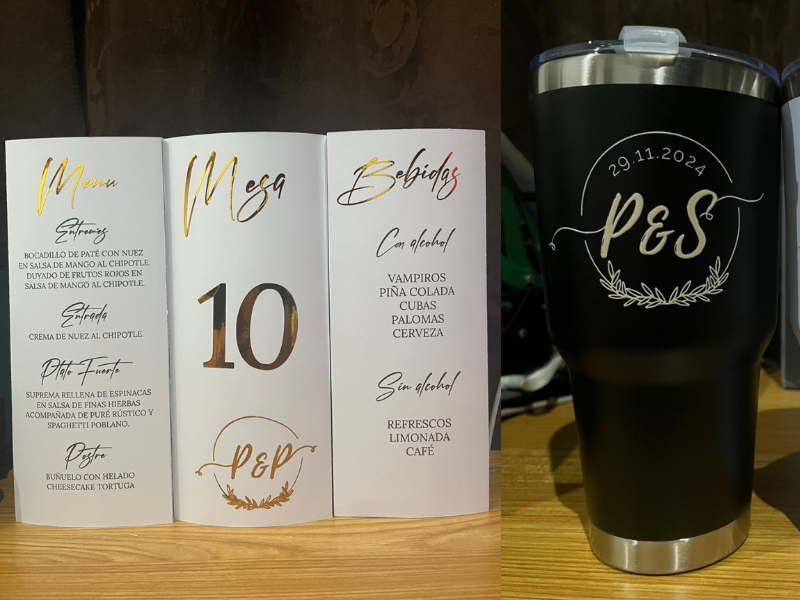 Menu
Entremes
BOCADILLO DE PATÉ CON NUEZ
EN SALSA DE MANGO AL CHIPOTLE.
DUYADO DE FRUTOS ROJOS EN
SALSA DE MANGO AL CHIPOTLE.
Entrada
CREMA DE NUEZ AL CHIPOTLE.
Plato Fuerte
SUPREMA RELLENA DE ESPINACAS
EN SALSA DE FINAS HIERBAS
ACOMPAÑADA DE PURÉ RÚSTICO Y
SPAGHETTI POBLANO.
Postre
BUÑUELO CON HELADO
CHEESECAKE TORTUGA
Mesa
10
P&P
Bebidas
Con alcohol
VAMPIROS
PIÑA COLADA
CUBAS
PALOMAS
CERVEZA
Sin alcohol
REFRESCOS
LIMONADA
CAFÉ
29.11.2024
P&S